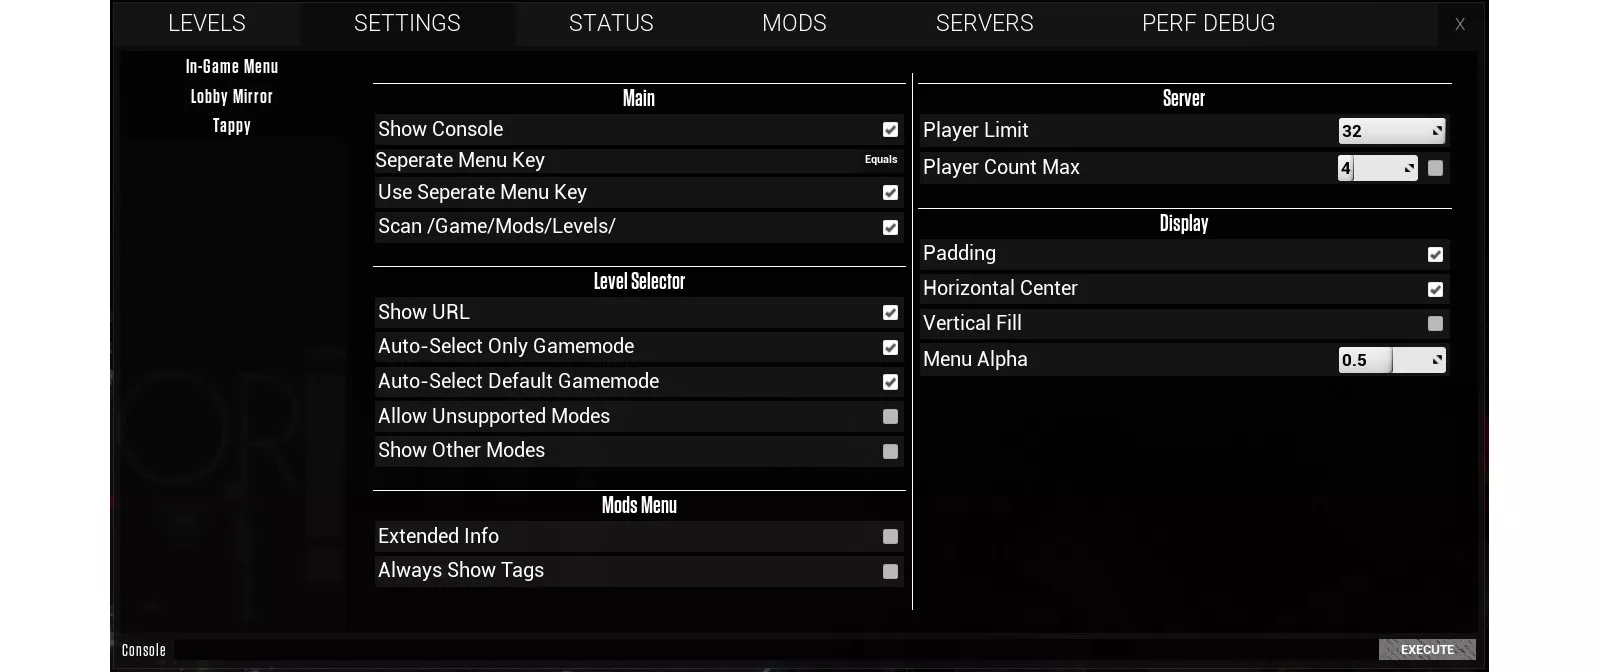 LEVELS SETTINGS STATUS MODS SERVERS PERF DEBUG X
In-Game Menu
Lobby Mirror
Tappy
Main
Show Console
Seperate Menu Key Equals
Use Seperate Menu Key
Scan /Game/Mods/Levels/
Level Selector
Show URL
Auto-Select Only Gamemode
Auto-Select Default Gamemode
Allow Unsupported Modes
Show Other Modes
Mods Menu
Extended Info
Always Show Tags
Server
Player Limit 32
Player Count Max 4
Display
Padding
Horizontal Center
Vertical Fill
Menu Alpha 0.5
Console EXECUTE